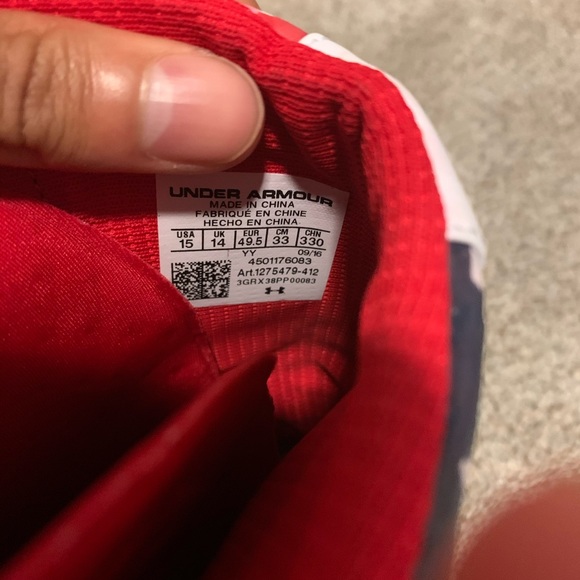 UNDER ARMOUR
MADE IN CHINA
FABRIQUÉ EN CHINE
HECHO EN CHINA
USA UK EUR CM CHN
15 14 49.5 33 330
YY 09/16
4501176083
Art.1275479-412
3GRX38PP00083